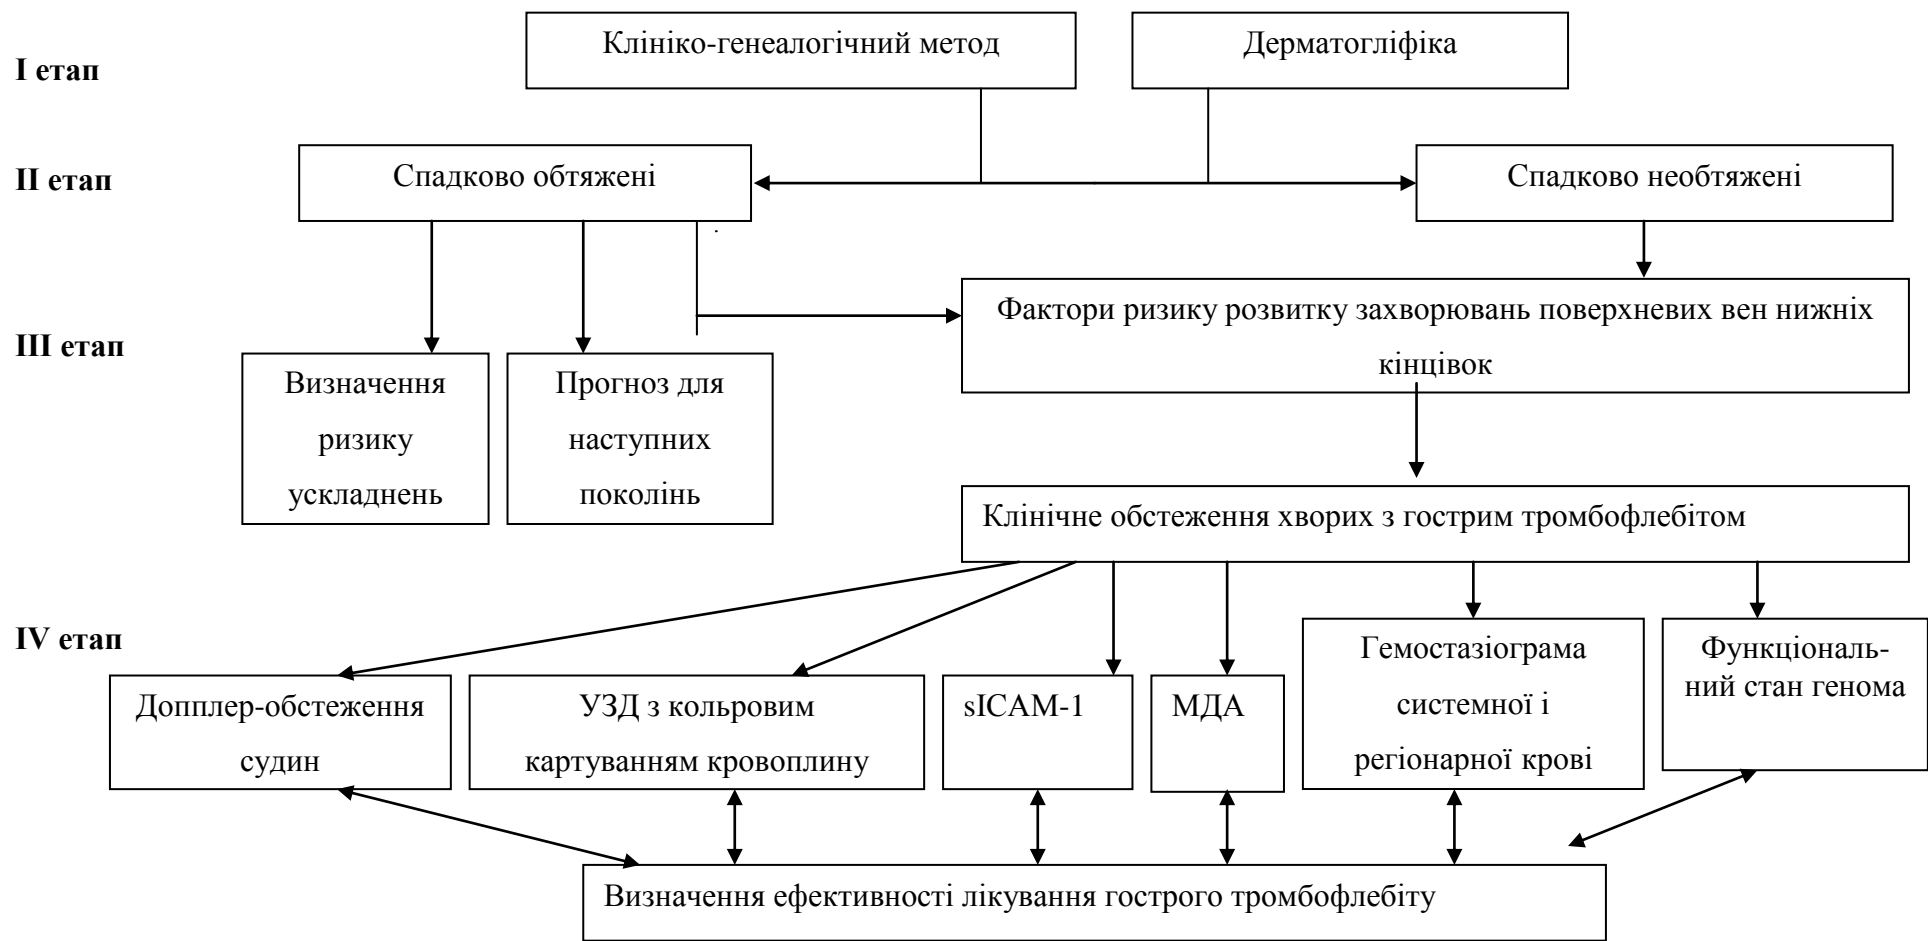 Клініко-генеалогічний метод
Дерматогліфіка
І етап
ІІ етап
Спадково обтяжені
Спадково необтяжені
ІІІ етап
Фактори ризику розвитку захворювань поверхневих вен нижніх
кінцівок
Визначення
ризику
ускладнень
Прогноз для
наступних
поколінь
Клінічне обстеження хворих з гострим тромбофлебітом
IV етап
Допплер-обстеження
судин
УЗД з кольровим
картуванням кровоплину
sICAM-1
МДА
Гемостазіограма
системної і
регіонарної крові
Функціональ-
ний стан генома
Визначення ефективності лікування гострого тромбофлебіту